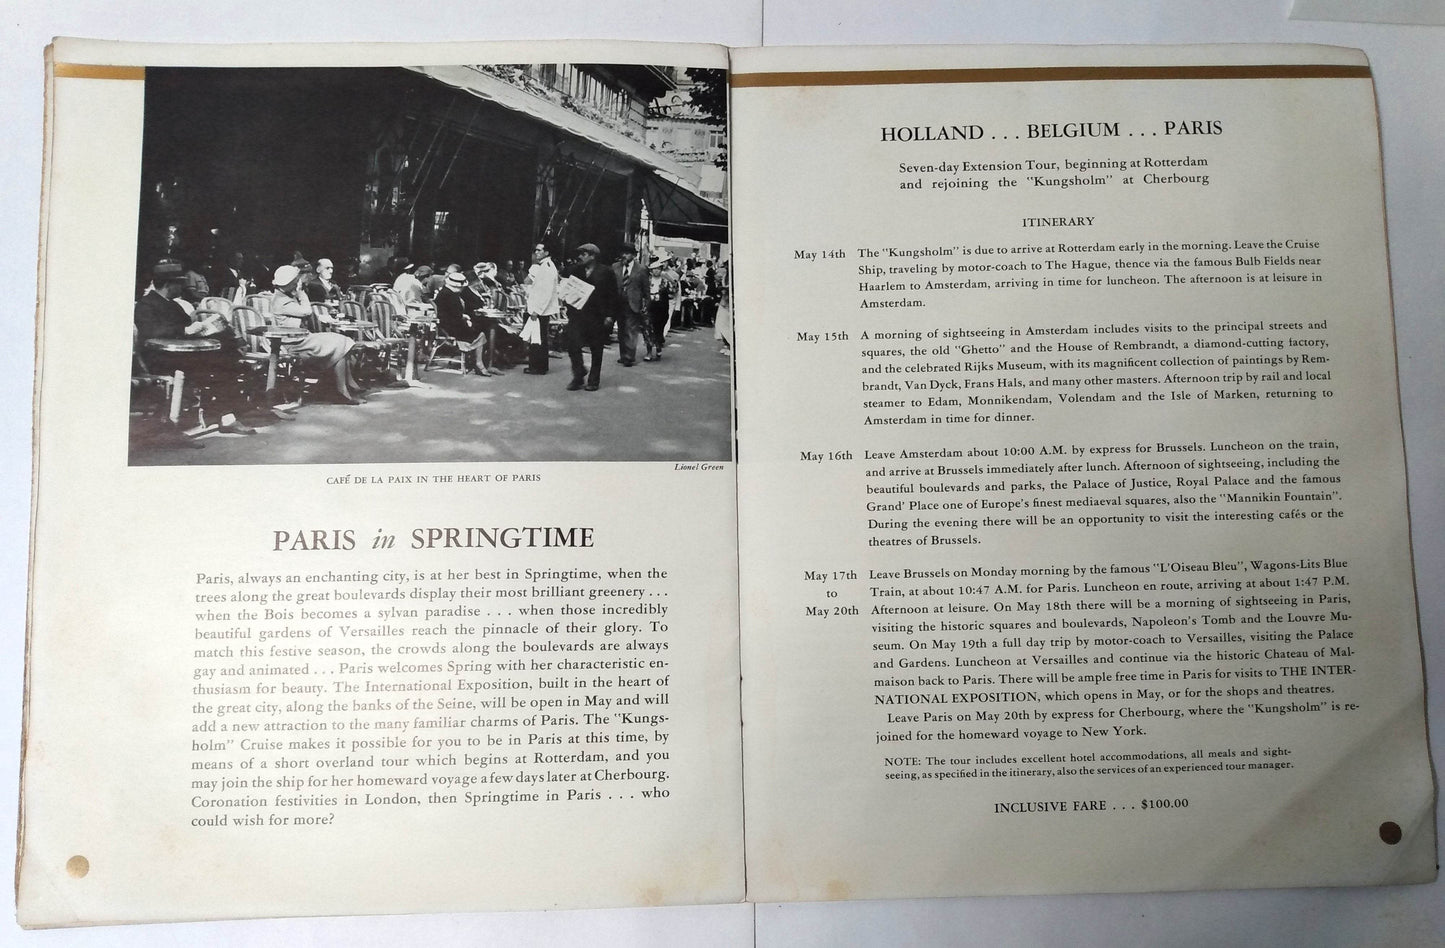 Lionel Green
CAFÉ DE LA PAIX IN THE HEART OF PARIS
PARIS in SPRINGTIME
Paris, always an enchanting city, is at her best in Springtime, when the
trees along the great boulevards display their most brilliant greenery . . .
when the Bois becomes a sylvan paradise . . . when those incredibly
beautiful gardens of Versailles reach the pinnacle of their glory. To
match this festive season, the crowds along the boulevards are always
gay and animated . . . Paris welcomes Spring with her characteristic en-
thusiasm for beauty. The International Exposition, built in the heart of
the great city, along the banks of the Seine, will be open in May and will
add a new attraction to the many familiar charms of Paris. The "Kungs-
holm" Cruise makes it possible for you to be in Paris at this time, by
means of a short overland tour which begins at Rotterdam, and you
may join the ship for her homeward voyage a few days later at Cherbourg.
Coronation festivities in London, then Springtime in Paris . . . who
could wish for more?
HOLLAND . . . BELGIUM . . . PARIS
Seven-day Extension Tour, beginning at Rotterdam
and rejoining the "Kungsholm" at Cherbourg
ITINERARY
May 14th The "Kungsholm" is due to arrive at Rotterdam early in the morning. Leave the Cruise
Ship, traveling by motor-coach to The Hague, thence via the famous Bulb Fields near
Haarlem to Amsterdam, arriving in time for luncheon. The afternoon is at leisure in
Amsterdam.
May 15th A morning of sightseeing in Amsterdam includes visits to the principal streets and
squares, the old "Ghetto" and the House of Rembrandt, a diamond-cutting factory,
and the celebrated Rijks Museum, with its magnificent collection of paintings by Rem-
brandt, Van Dyck, Frans Hals, and many other masters. Afternoon trip by rail and local
steamer to Edam, Monnikendam, Volendam and the Isle of Marken, returning to
Amsterdam in time for dinner.
May 16th Leave Amsterdam about 10:00 A.M. by express for Brussels. Luncheon on the train,
and arrive at Brussels immediately after lunch. Afternoon of sightseeing, including the
beautiful boulevards and parks, the Palace of Justice, Royal Palace and the famous
Grand' Place one of Europe's finest mediaeval squares, also the "Mannikin Fountain".
During the evening there will be an opportunity to visit the interesting cafés or the
theatres of Brussels.
May 17th Leave Brussels on Monday morning by the famous "L'Oiseau Bleu", Wagons-Lits Blue
to Train, at about 10:47 A.M. for Paris. Luncheon en route, arriving at about 1:47 P.M.
May 20th Afternoon at leisure. On May 18th there will be a morning of sightseeing in Paris,
visiting the historic squares and boulevards, Napoleon's Tomb and the Louvre Mu-
seum. On May 19th a full day trip by motor-coach to Versailles, visiting the Palace
and Gardens. Luncheon at Versailles and continue via the historic Chateau of Mal-
maison back to Paris. There will be ample free time in Paris for visits to THE INTER-
NATIONAL EXPOSITION, which opens in May, or for the shops and theatres.
Leave Paris on May 20th by express for Cherbourg, where the "Kungsholm" is re-
joined for the homeward voyage to New York.
NOTE: The tour includes excellent hotel accommodations, all meals and sight-
seeing, as specified in the itinerary, also the services of an experienced tour manager.
INCLUSIVE FARE . . . $100.00